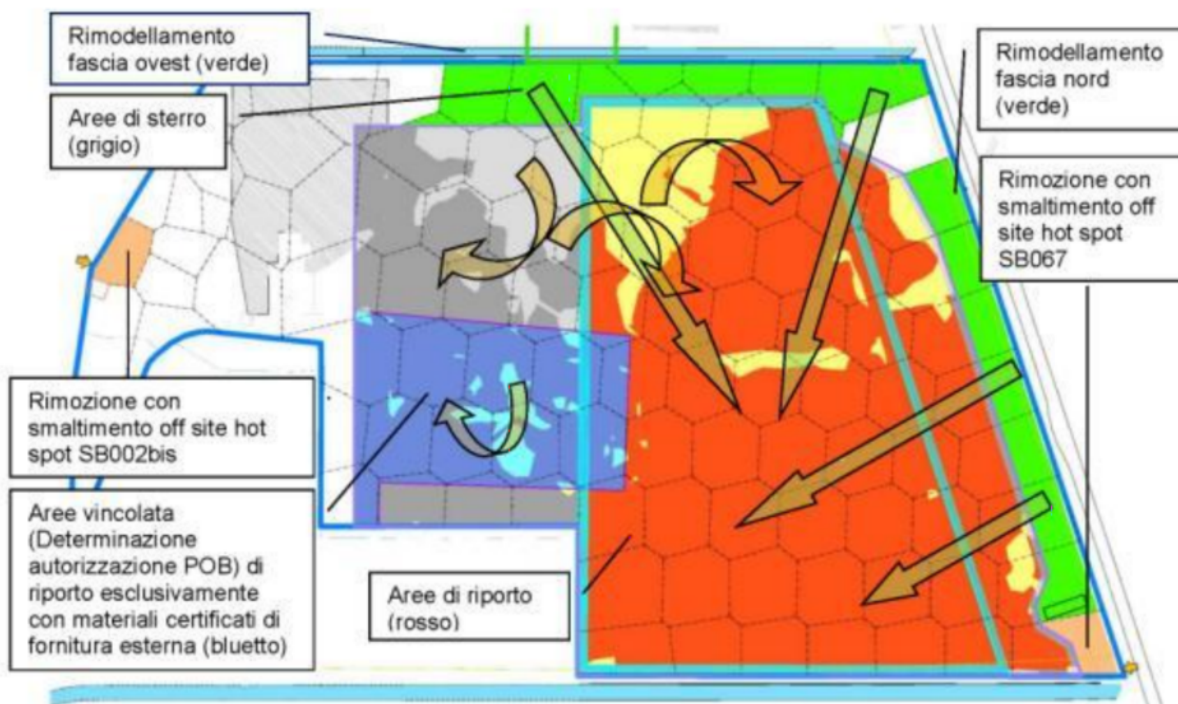 Rimodellamento
fascia ovest (verde)
Aree di sterro
(grigio)
Rimodellamento
fascia nord
(verde)
Rimozione con
smaltimento off
site hot spot
SB067
Rimozione con
smaltimento off site hot
spot SB002bis
Aree vincolata
(Determinazione
autorizzazione POB) di
riporto esclusivamente
con materiali certificati di
fornitura esterna (bluetto)
Aree di riporto
(rosso)